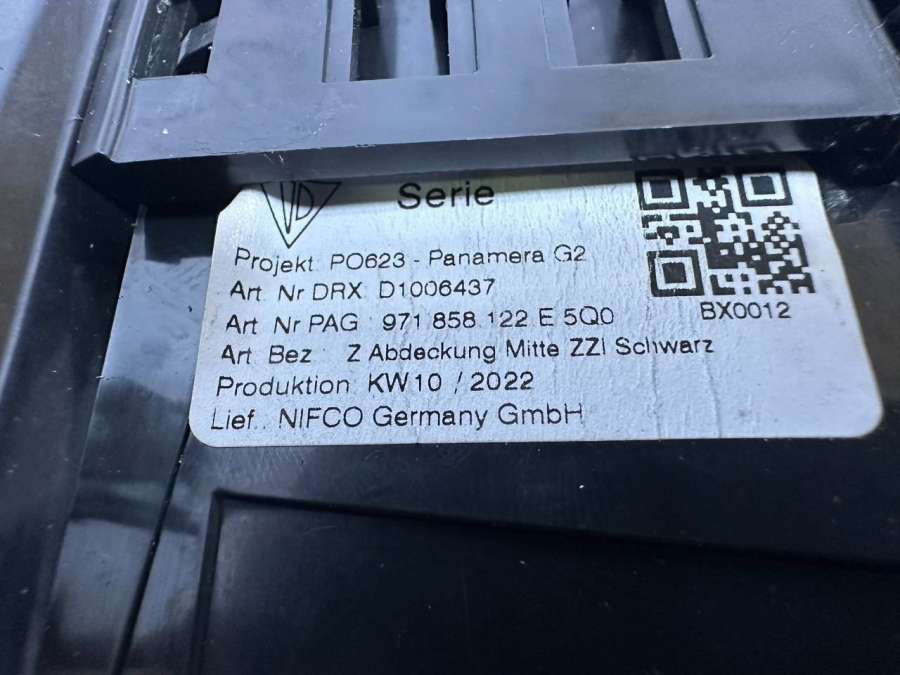 VD
Serie
Projekt PO623 - Panamera G2
Art. Nr DRX: D1006437
Art. Nr PAG : 971 858 122 E 5Q0
BX0012
Art. Bez : Z Abdeckung Mitte ZZI Schwarz
Produktion: KW10 / 2022
Lief.: NIFCO Germany GmbH